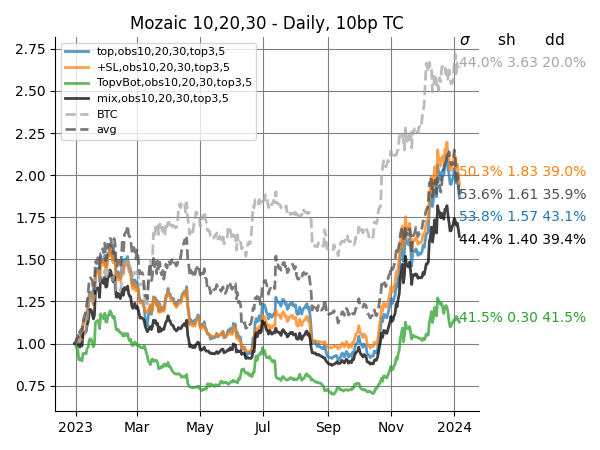 Mozaic 10,20,30 - Daily, 10bp TC
σ sh dd
top,obs10,20,30,top3,5
+SL,obs10,20,30,top3,5
TopvBot,obs10,20,30,top3,5
mix,obs10,20,30,top3,5
BTC
avg
44.0% 3.63 20.0%
50.3% 1.83 39.0%
53.6% 1.61 35.9%
53.8% 1.57 43.1%
44.4% 1.40 39.4%
41.5% 0.30 41.5%
2.75
2.50
2.25
2.00
1.75
1.50
1.25
1.00
0.75
2023 Mar May Jul Sep Nov 2024